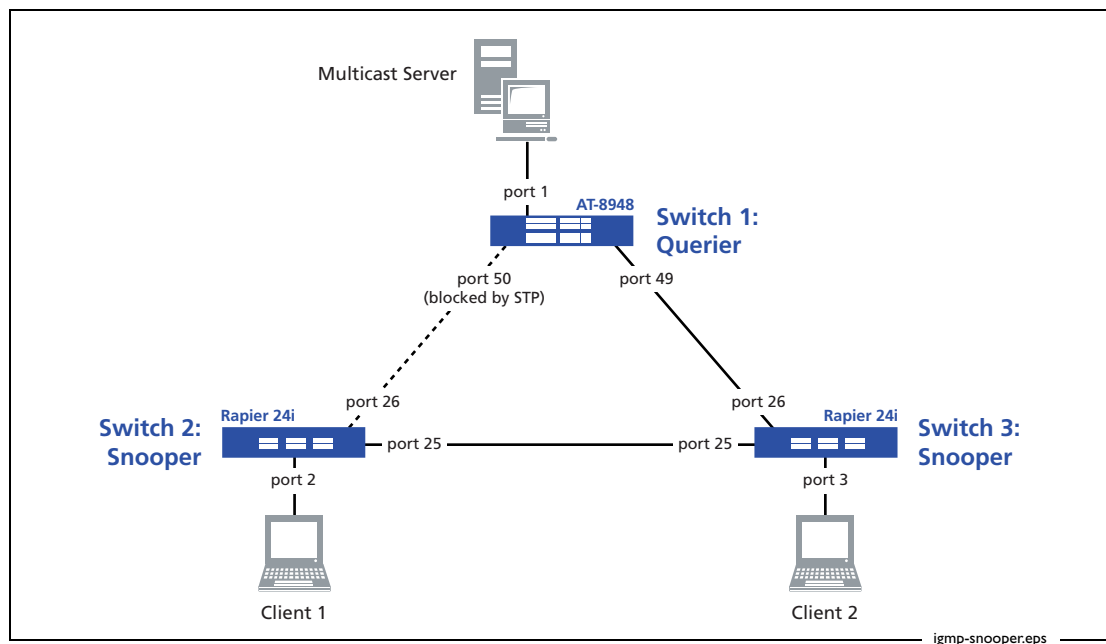 Multicast Server
port 1
AT-8948
Switch 1:
Querier
port 50
(blocked by STP)
port 49
port 26
port 26
Rapier 24i
Rapier 24i
Switch 2:
Snooper
port 25
port 25
Switch 3:
Snooper
port 2
port 3
Client 1
Client 2
igmp-snooper.eps